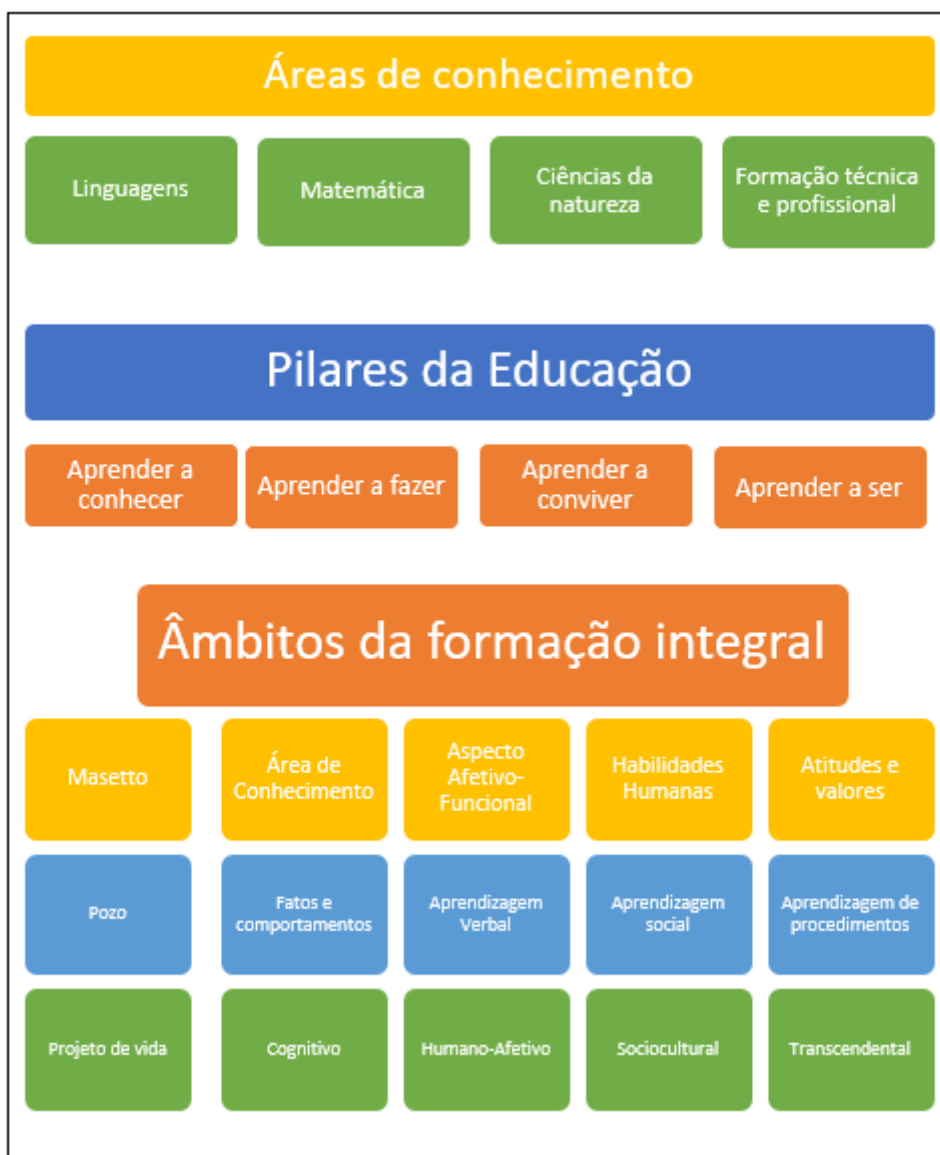 Áreas de conhecimento
Linguagens
Matemática
Ciências da
natureza
Formação técnica
e profissional
Pilares da Educação
Aprender a
conhecer
Aprender a fazer
Aprender a
conviver
Aprender a ser
Âmbitos da formação integral
Masetto
Área de
Conhecimento
Aspecto
Afetivo-
Funcional
Habilidades
Humanas
Atitudes e
valores
Pozo
Fatos e
comportamentos
Aprendizagem
Verbal
Aprendizagem
social
Aprendizagem de
procedimentos
Projeto de vida
Cognitivo
Humano-Afetivo
Sociocultural
Transcendental